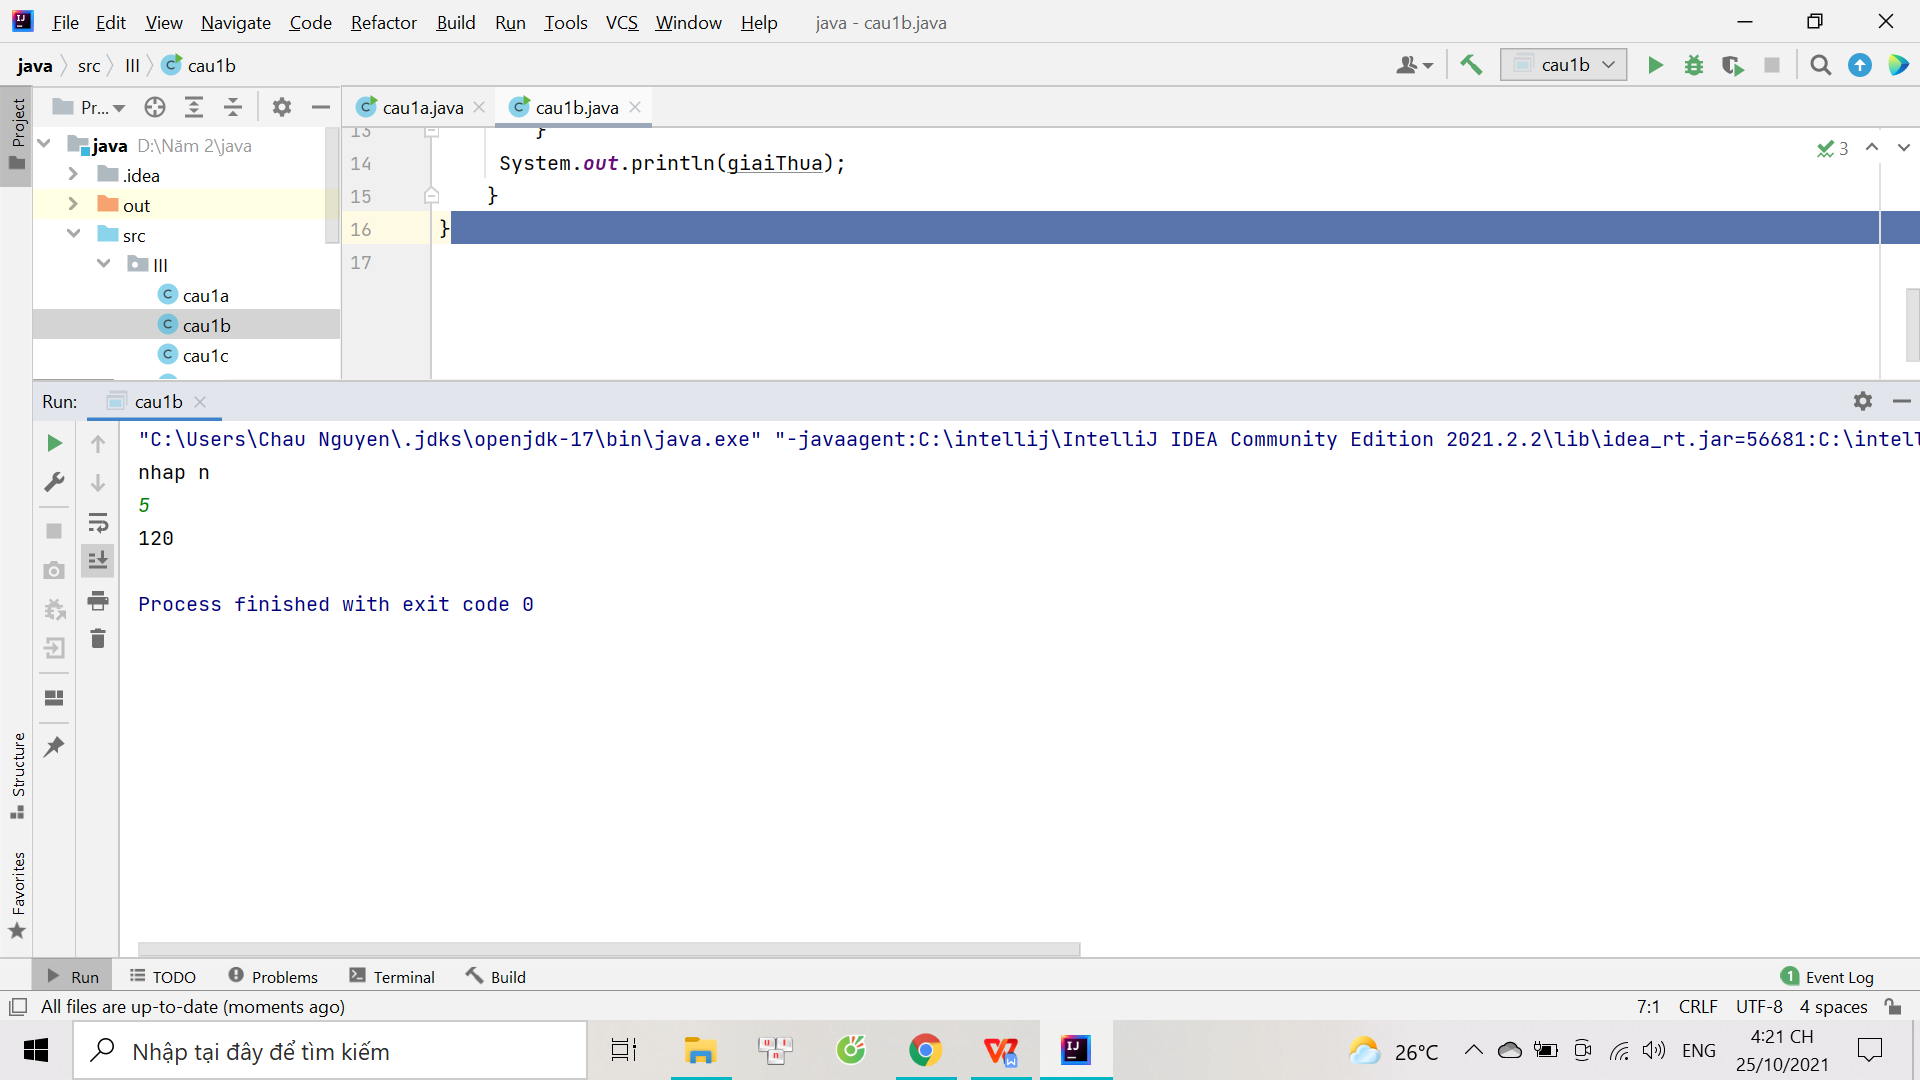 File Edit View Navigate Code Refactor Build Run Tools VCS Window Help java - cau1b.java
java src III cau1b
cau1b
Project
Pr...
cau1a.java
cau1b.java
java D:\Năm 2\java
.idea
out
src
III
cau1a
cau1b
cau1c
13 }
14 System.out.println(giaiThua);
15 }
16 }
17
3
Run: cau1b
"C:\Users\Chau Nguyen\.jdks\openjdk-17\bin\java.exe" "-javaagent:C:\intellij\IntelliJ IDEA Community Edition 2021.2.2\lib\idea_rt.jar=56681:C:\intell
nhap n
5
120
Process finished with exit code 0
Structure
Favorites
Run TODO Problems Terminal Build 1 Event Log
All files are up-to-date (moments ago) 7:1 CRLF UTF-8 4 spaces
Nhập tại đây để tìm kiếm
26°C ENG
4:21 CH
25/10/2021